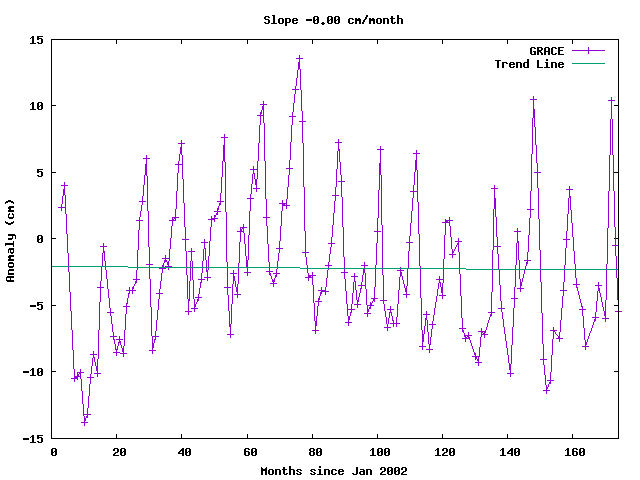 Slope -0.00 cm/month
GRACE
Trend Line
15
10
5
0
-5
-10
-15
Anomaly (cm)
0 20 40 60 80 100 120 140 160
Months since Jan 2002